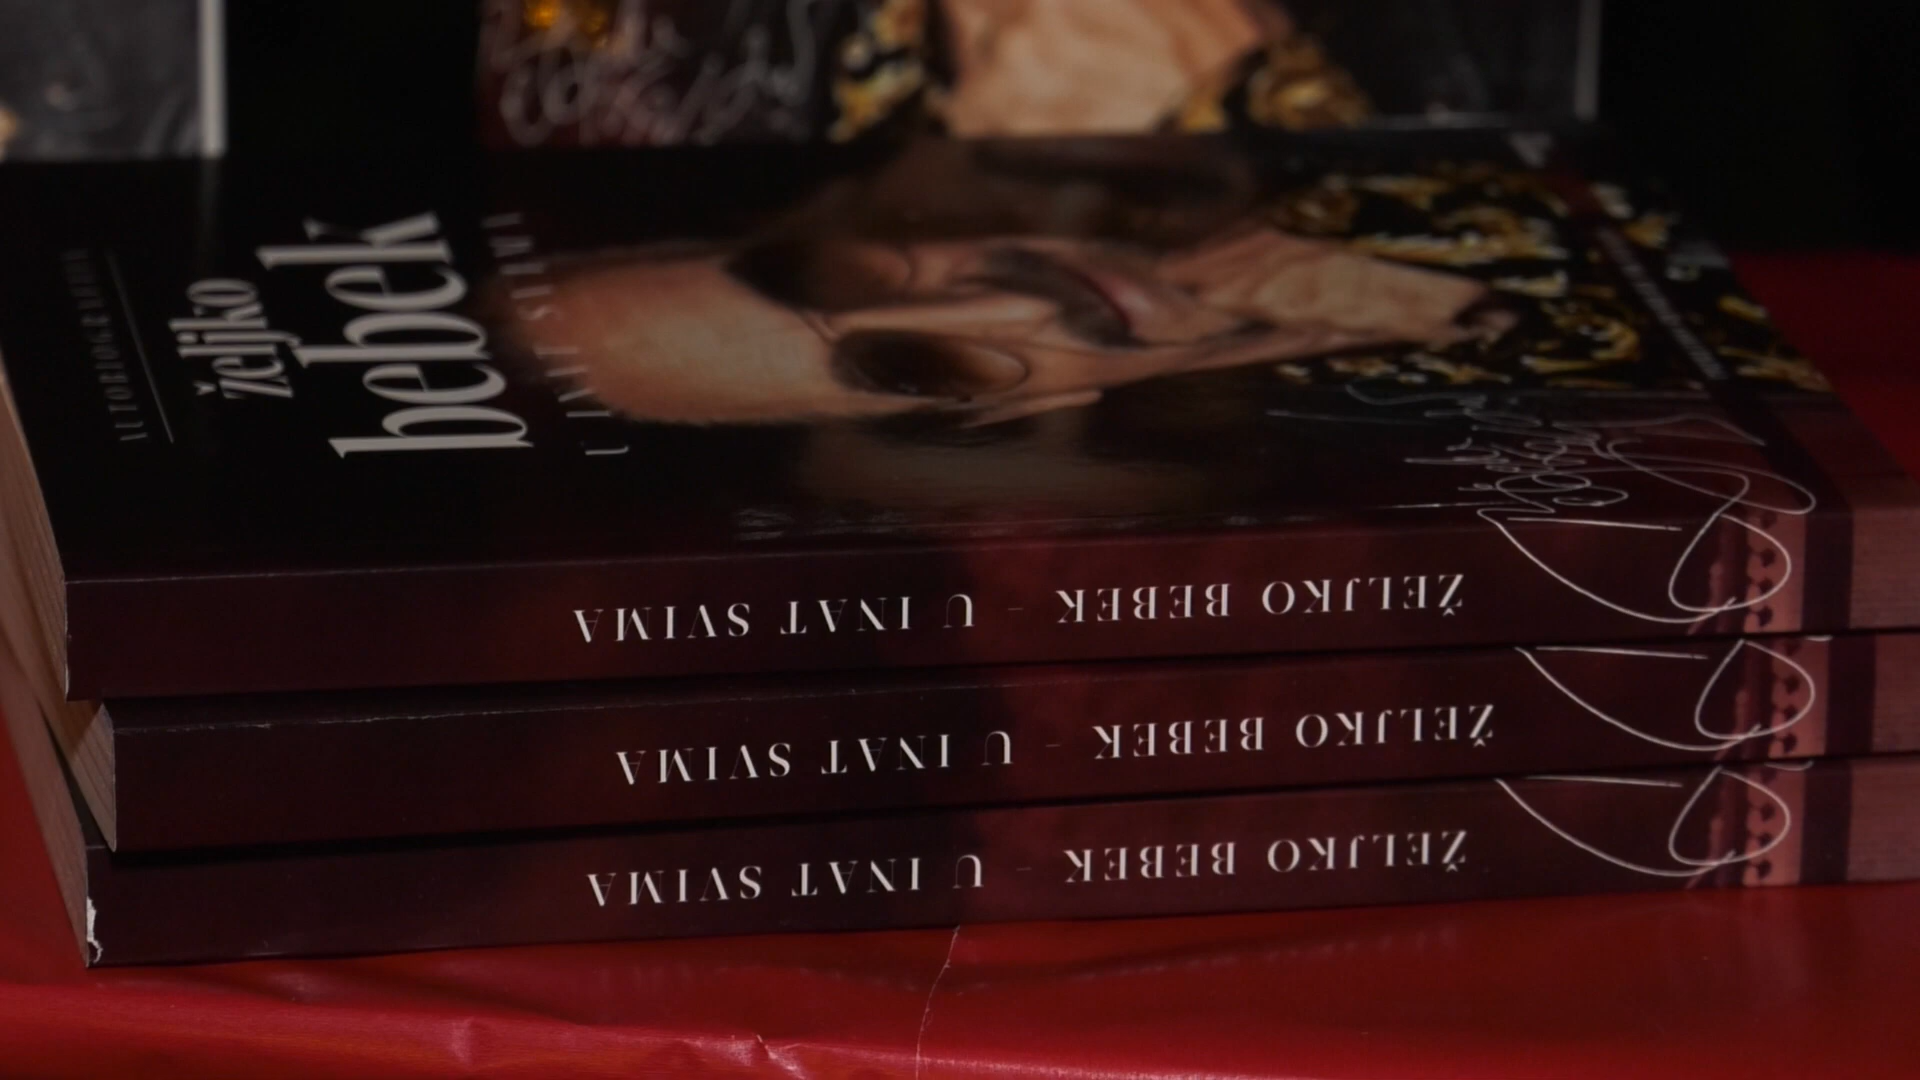 AUTOBIOGRAFIJA
željko
bebek
U INAT SVIMA
ŽELJKO BEBEK - U INAT SVIMA
ŽELJKO BEBEK - U INAT SVIMA
ŽELJKO BEBEK - U INAT SVIMA